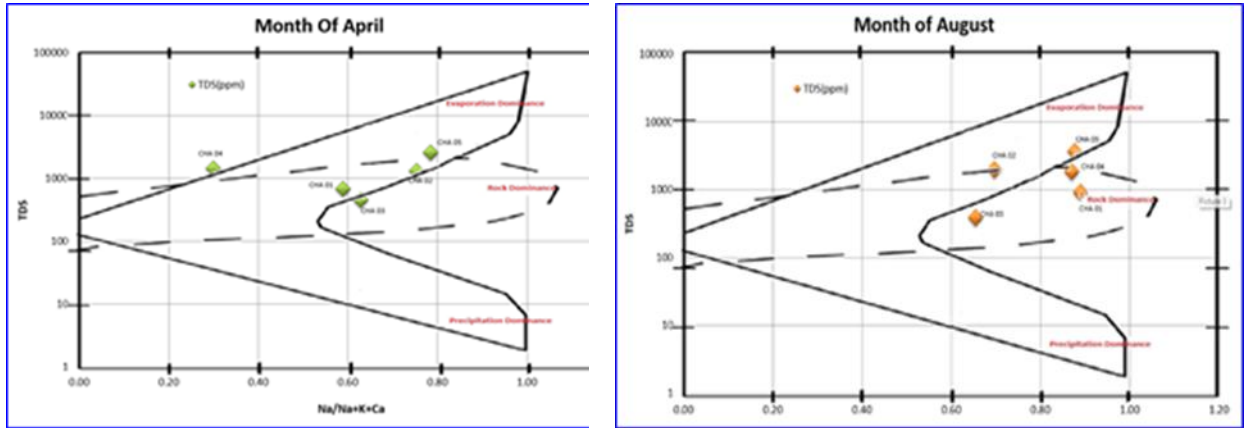 Month Of April
100000
10000
1000
100
10
1
TDS
TDS(ppm)
Evaporation Dominance
CHA 04
CHA 05
CHA 01
CHA 02
CHA 03
Rock Dominance
Precipitation Dominance
0.00 0.20 0.40 0.60 0.80 1.00
Na/Na+K+Ca
Month of August
100000
10000
1000
100
10
1
TDS
TDS(ppm)
Evaporation Dominance
CHA 02
CHA 04
Rock Dominance
CHA 01
Precipitation Dominance
0.00 0.20 0.40 0.60 0.80 1.00 1.20